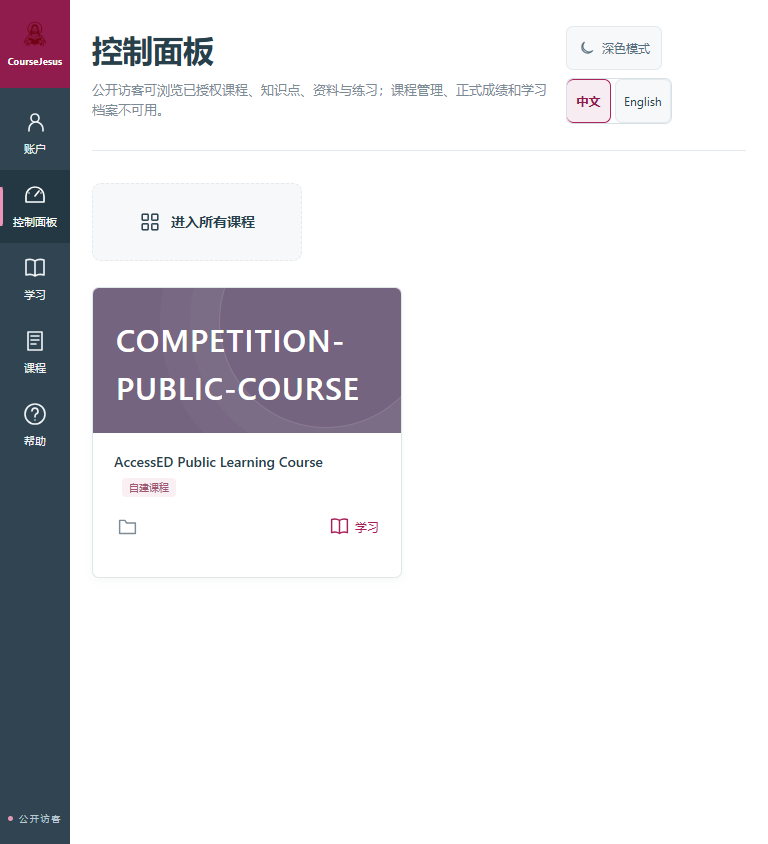 CourseJesus
账户
控制面板
学习
课程
帮助
公开访客
控制面板
公开访客可浏览已授权课程、知识点、资料与练习；课程管理、正式成绩和学习
档案不可用。
深色模式
中文 English
进入所有课程
COMPETITION-
PUBLIC-COURSE
AccessED Public Learning Course
自建课程
学习